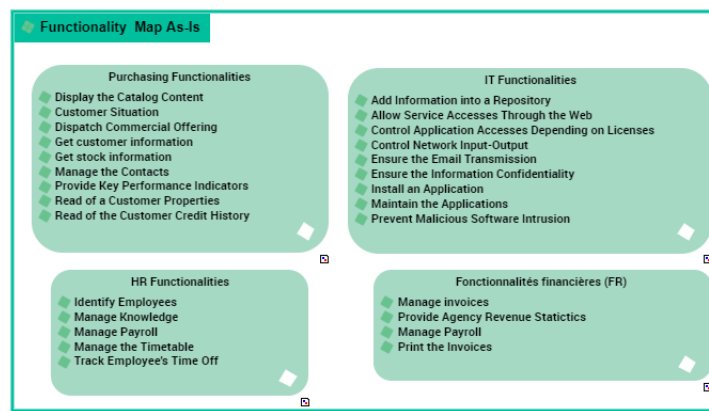 Functionality Map As-Is
Purchasing Functionalities
Display the Catalog Content
Customer Situation
Dispatch Commercial Offering
Get customer information
Get stock information
Manage the Contacts
Provide Key Performance Indicators
Read of a Customer Properties
Read of the Customer Credit History
IT Functionalities
Add Information into a Repository
Allow Service Accesses Through the Web
Control Application Accesses Depending on Licenses
Control Network Input-Output
Ensure the Email Transmission
Ensure the Information Confidentiality
Install an Application
Maintain the Applications
Prevent Malicious Software Intrusion
HR Functionalities
Identify Employees
Manage Knowledge
Manage Payroll
Manage the Timetable
Track Employee's Time Off
Fonctionnalités financières (FR)
Manage invoices
Provide Agency Revenue Statictics
Manage Payroll
Print the Invoices